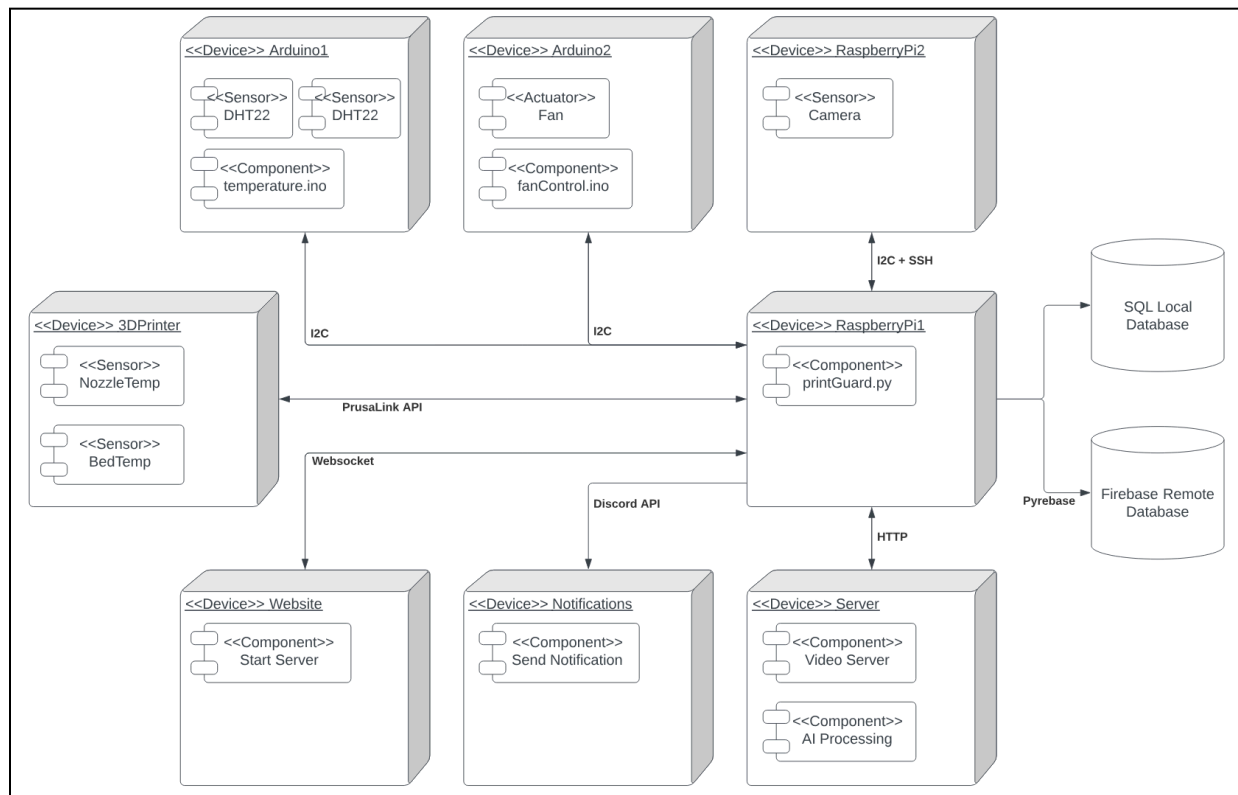 <<Device>> Arduino1
<<Sensor>>
DHT22
<<Sensor>>
DHT22
<<Component>>
temperature.ino
<<Device>> Arduino2
<<Actuator>>
Fan
<<Component>>
fanControl.ino
<<Device>> RaspberryPi2
<<Sensor>>
Camera
I2C + SSH
<<Device>> 3DPrinter
<<Sensor>>
NozzleTemp
<<Sensor>>
BedTemp
I2C
I2C
<<Device>> RaspberryPi1
<<Component>>
printGuard.py
SQL Local
Database
PrusaLink API
Websocket
Discord API
Pyrebase
Firebase Remote
Database
HTTP
<<Device>> Website
<<Component>>
Start Server
<<Device>> Notifications
<<Component>>
Send Notification
<<Device>> Server
<<Component>>
Video Server
<<Component>>
AI Processing